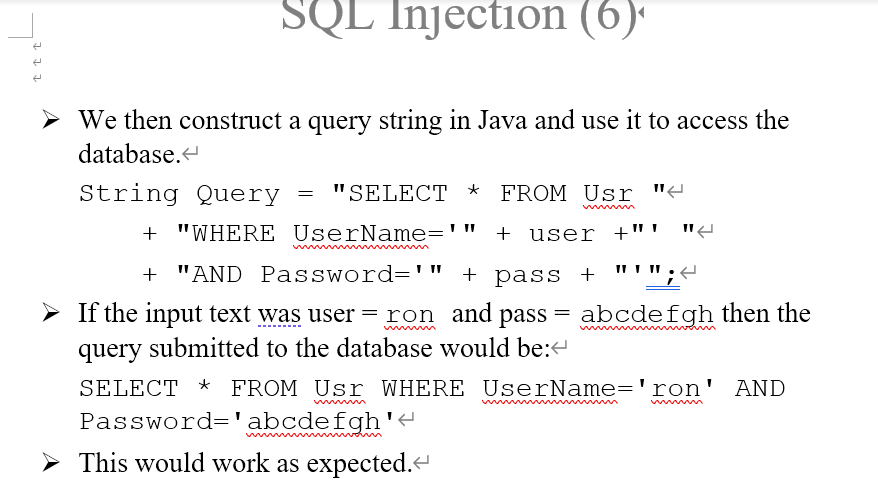 SQL Injection (6)
➢ We then construct a query string in Java and use it to access the
database.
String Query = "SELECT * FROM Usr "
+ "WHERE UserName='" + user +"' "
+ "AND Password='" + pass + "'";
➢ If the input text was user = ron and pass = abcdefgh then the
query submitted to the database would be:
SELECT * FROM Usr WHERE UserName='ron' AND
Password='abcdefgh'
➢ This would work as expected.